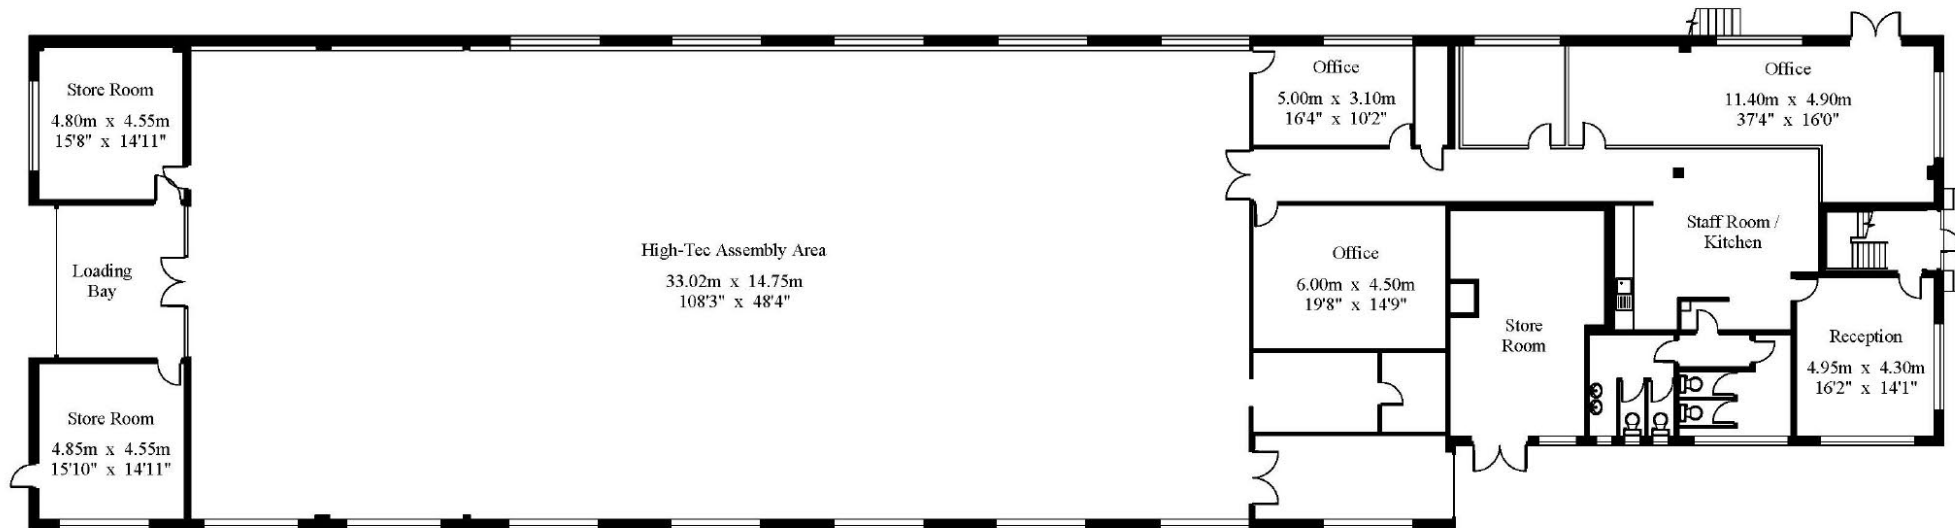 Store Room
4.80m x 4.55m
15'8" x 14'11"
Loading
Bay
Store Room
4.85m x 4.55m
15'10" x 14'11"
High-Tec Assembly Area
33.02m x 14.75m
108'3" x 48'4"
Office
5.00m x 3.10m
16'4" x 10'2"
Office
6.00m x 4.50m
19'8" x 14'9"
Store
Room
Office
11.40m x 4.90m
37'4" x 16'0"
Staff Room /
Kitchen
Reception
4.95m x 4.30m
16'2" x 14'1"